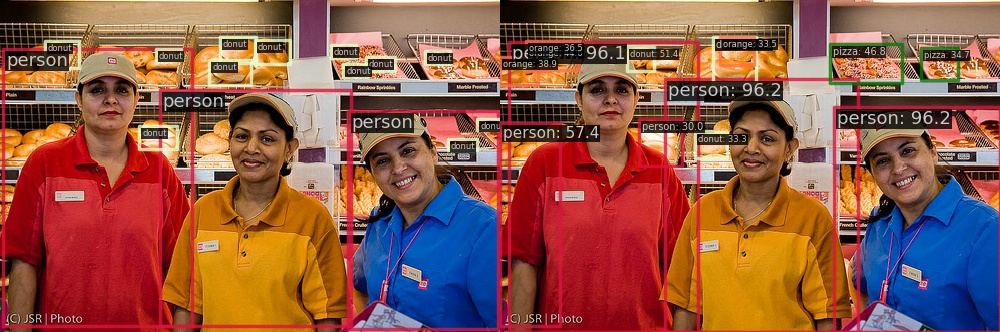 person
donut
donut
donut
donut
donut
donut
donut
donut
person
person
donut
donut
donut
Rainbow Sprinkles
Marble Frosted
(C) JSR | Photo
orange: 36.5
orange: 38.9
96.1
donut: 51.4
orange: 33.5
pizza: 46.8
pizza: 34.7
person: 96.2
person: 96.2
person: 57.4
person: 30.0
donut: 33.3
Rainbow Sprinkles
Marble Frosted
(C) JSR | Photo